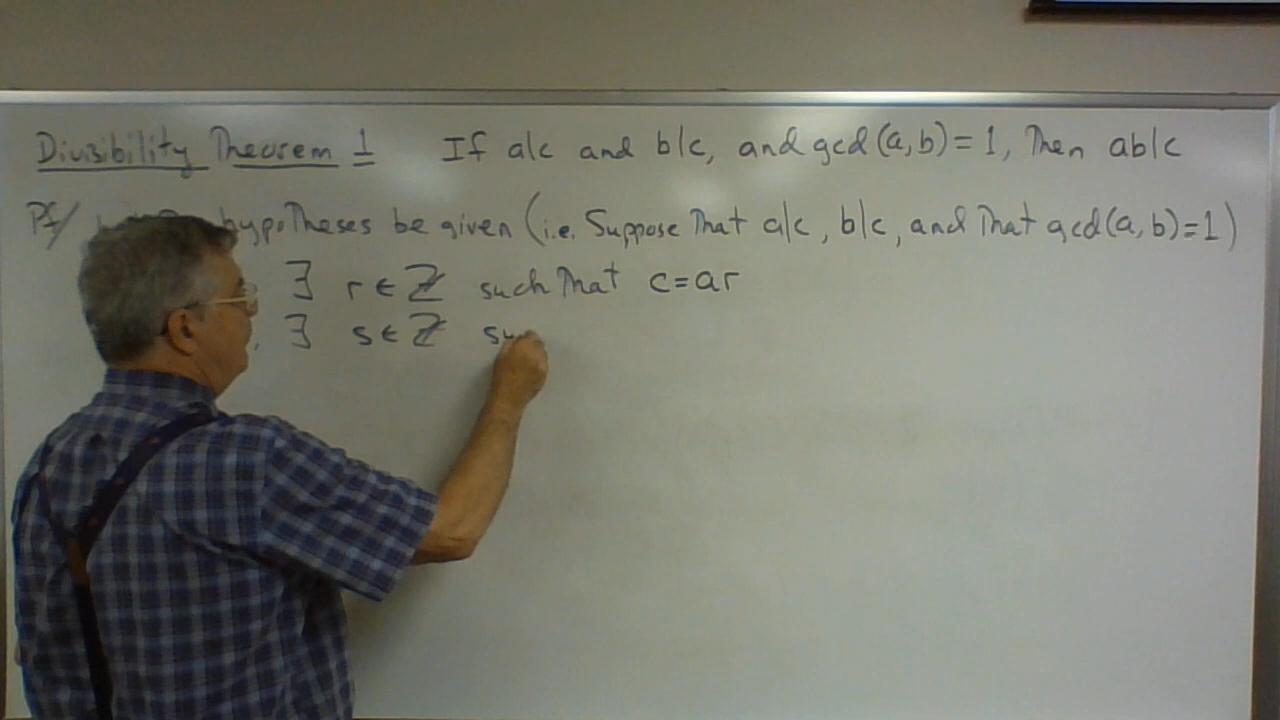 Divisibility Theorem 1 If a|c and b|c, and gcd(a,b)=1, Then ab|c
Pf/ hypotheses be given (i.e. Suppose That a|c, b|c, and That gcd(a,b)=1)
∃ r∈ℤ such That c=ar
∃ s∈ℤ su